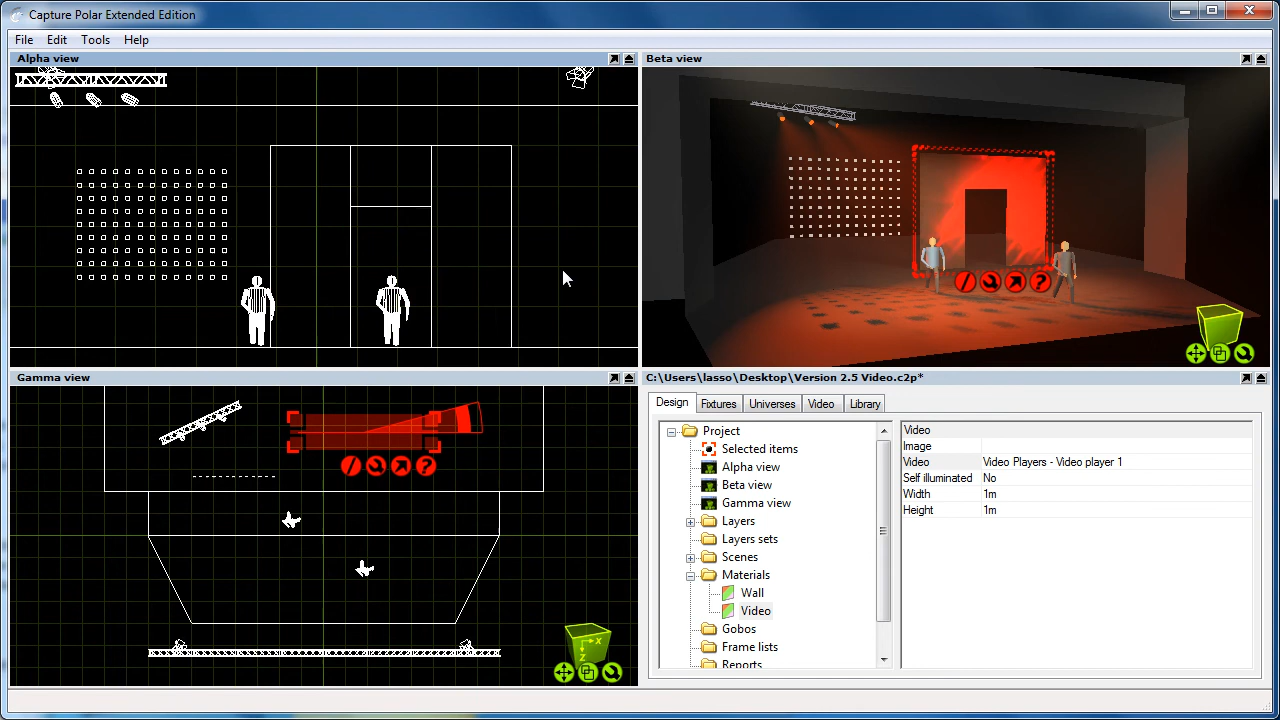 Capture Polar Extended Edition
File Edit Tools Help
Alpha view
Beta view
Gamma view
X
Z
C:\Users\lasso\Desktop\Version 2.5 Video.c2p*
Design Fixtures Universes Video Library
Project
Selected items
Alpha view
Beta view
Gamma view
Layers
Layers sets
Scenes
Materials
Wall
Video
Gobos
Frame lists
Reports
Video
Image
Video Video Players - Video player 1
Self illuminated No
Width 1m
Height 1m